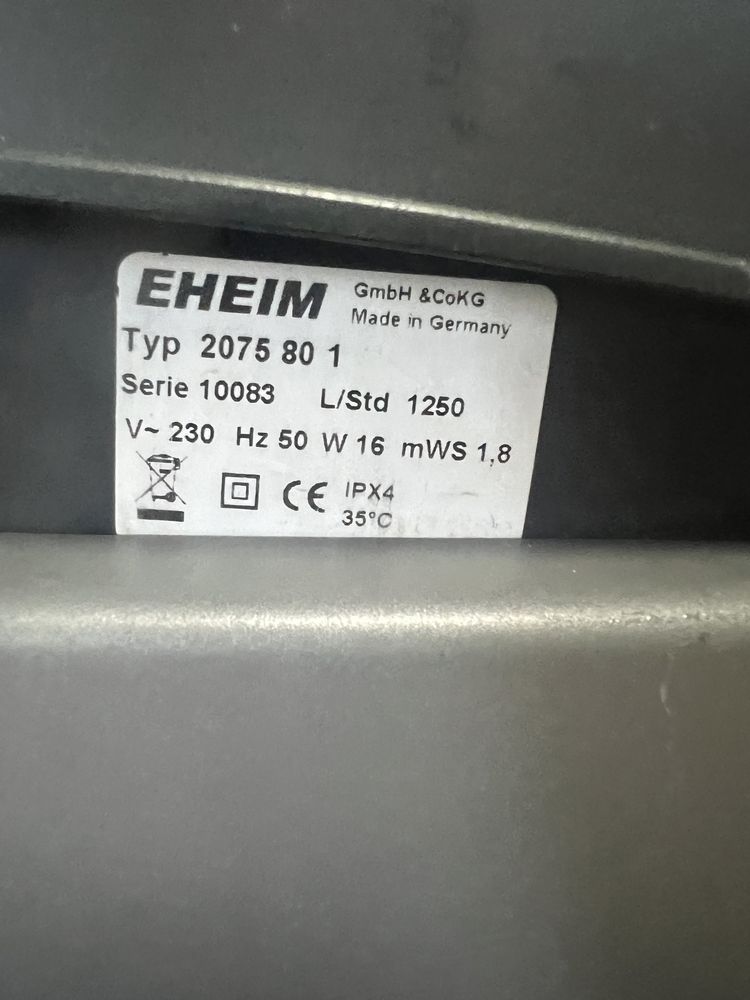 EHEIM GmbH &CoKG
Made in Germany
Typ 2075 80 1
Serie 10083 L/Std 1250
V~ 230 Hz 50 W 16 mWS 1,8
CE IPX4
35°C